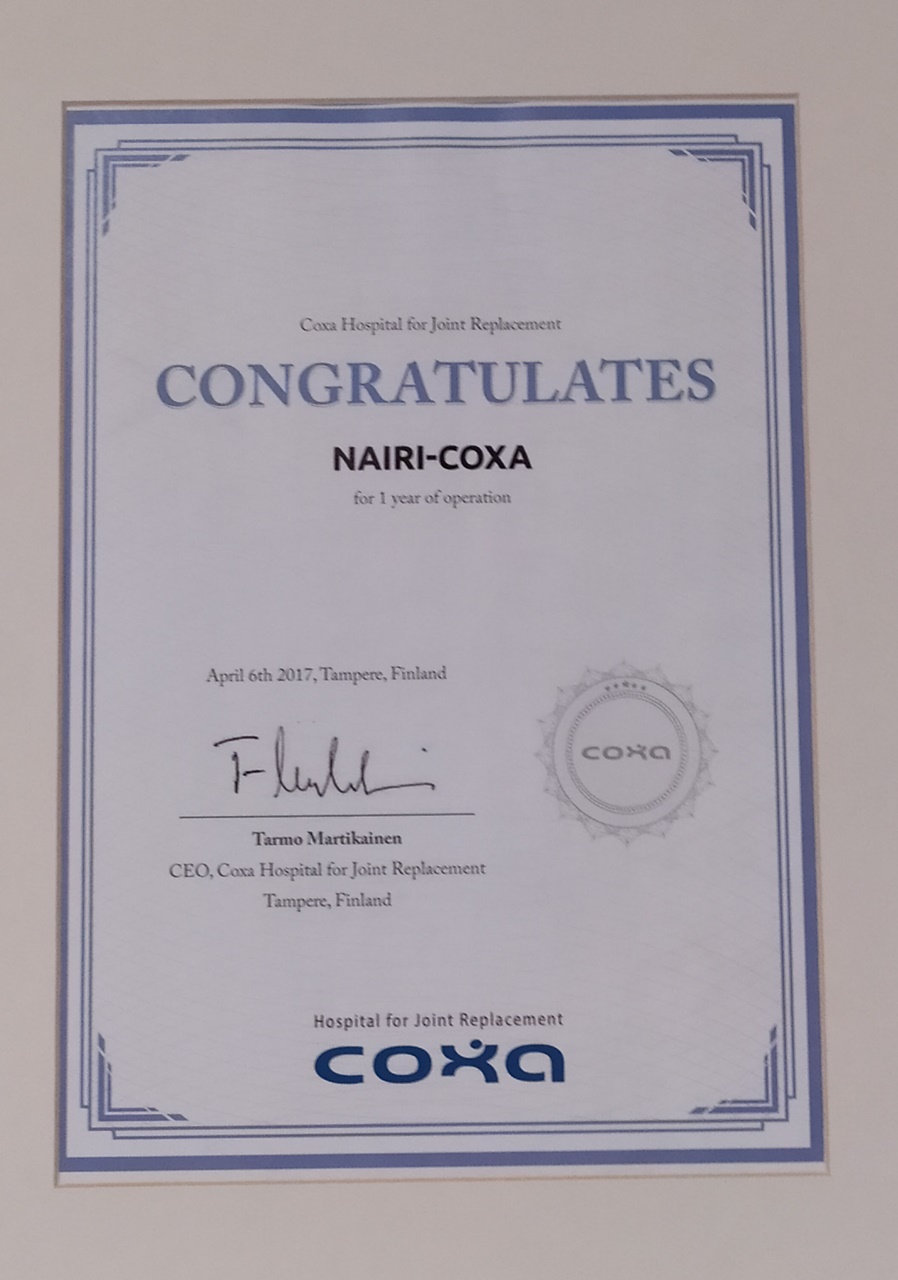 Coxa Hospital for Joint Replacement
CONGRATULATES
NAIRI-COXA
for 1 year of operation
April 6th 2017, Tampere, Finland
coxa
Tarmo Martikainen
CEO, Coxa Hospital for Joint Replacement
Tampere, Finland
Hospital for Joint Replacement
coxa